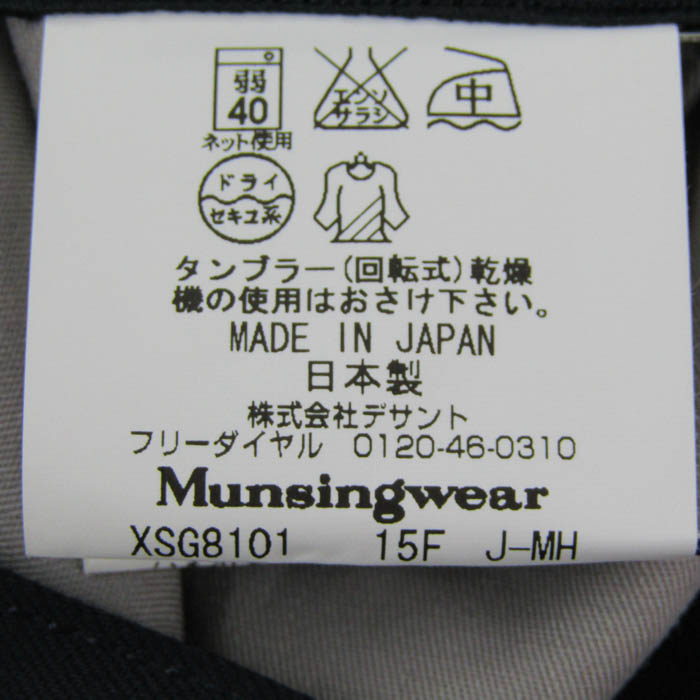 弱 中
40 エンソ
サラシ
ネット使用
ドライ
セキユ系
タンブラー(回転式)乾燥
機の使用はおさけ下さい。
MADE IN JAPAN
日本製
株式会社デサント
フリーダイヤル 0120-46-0310
Munsingwear
XSG8101 15F J-MH